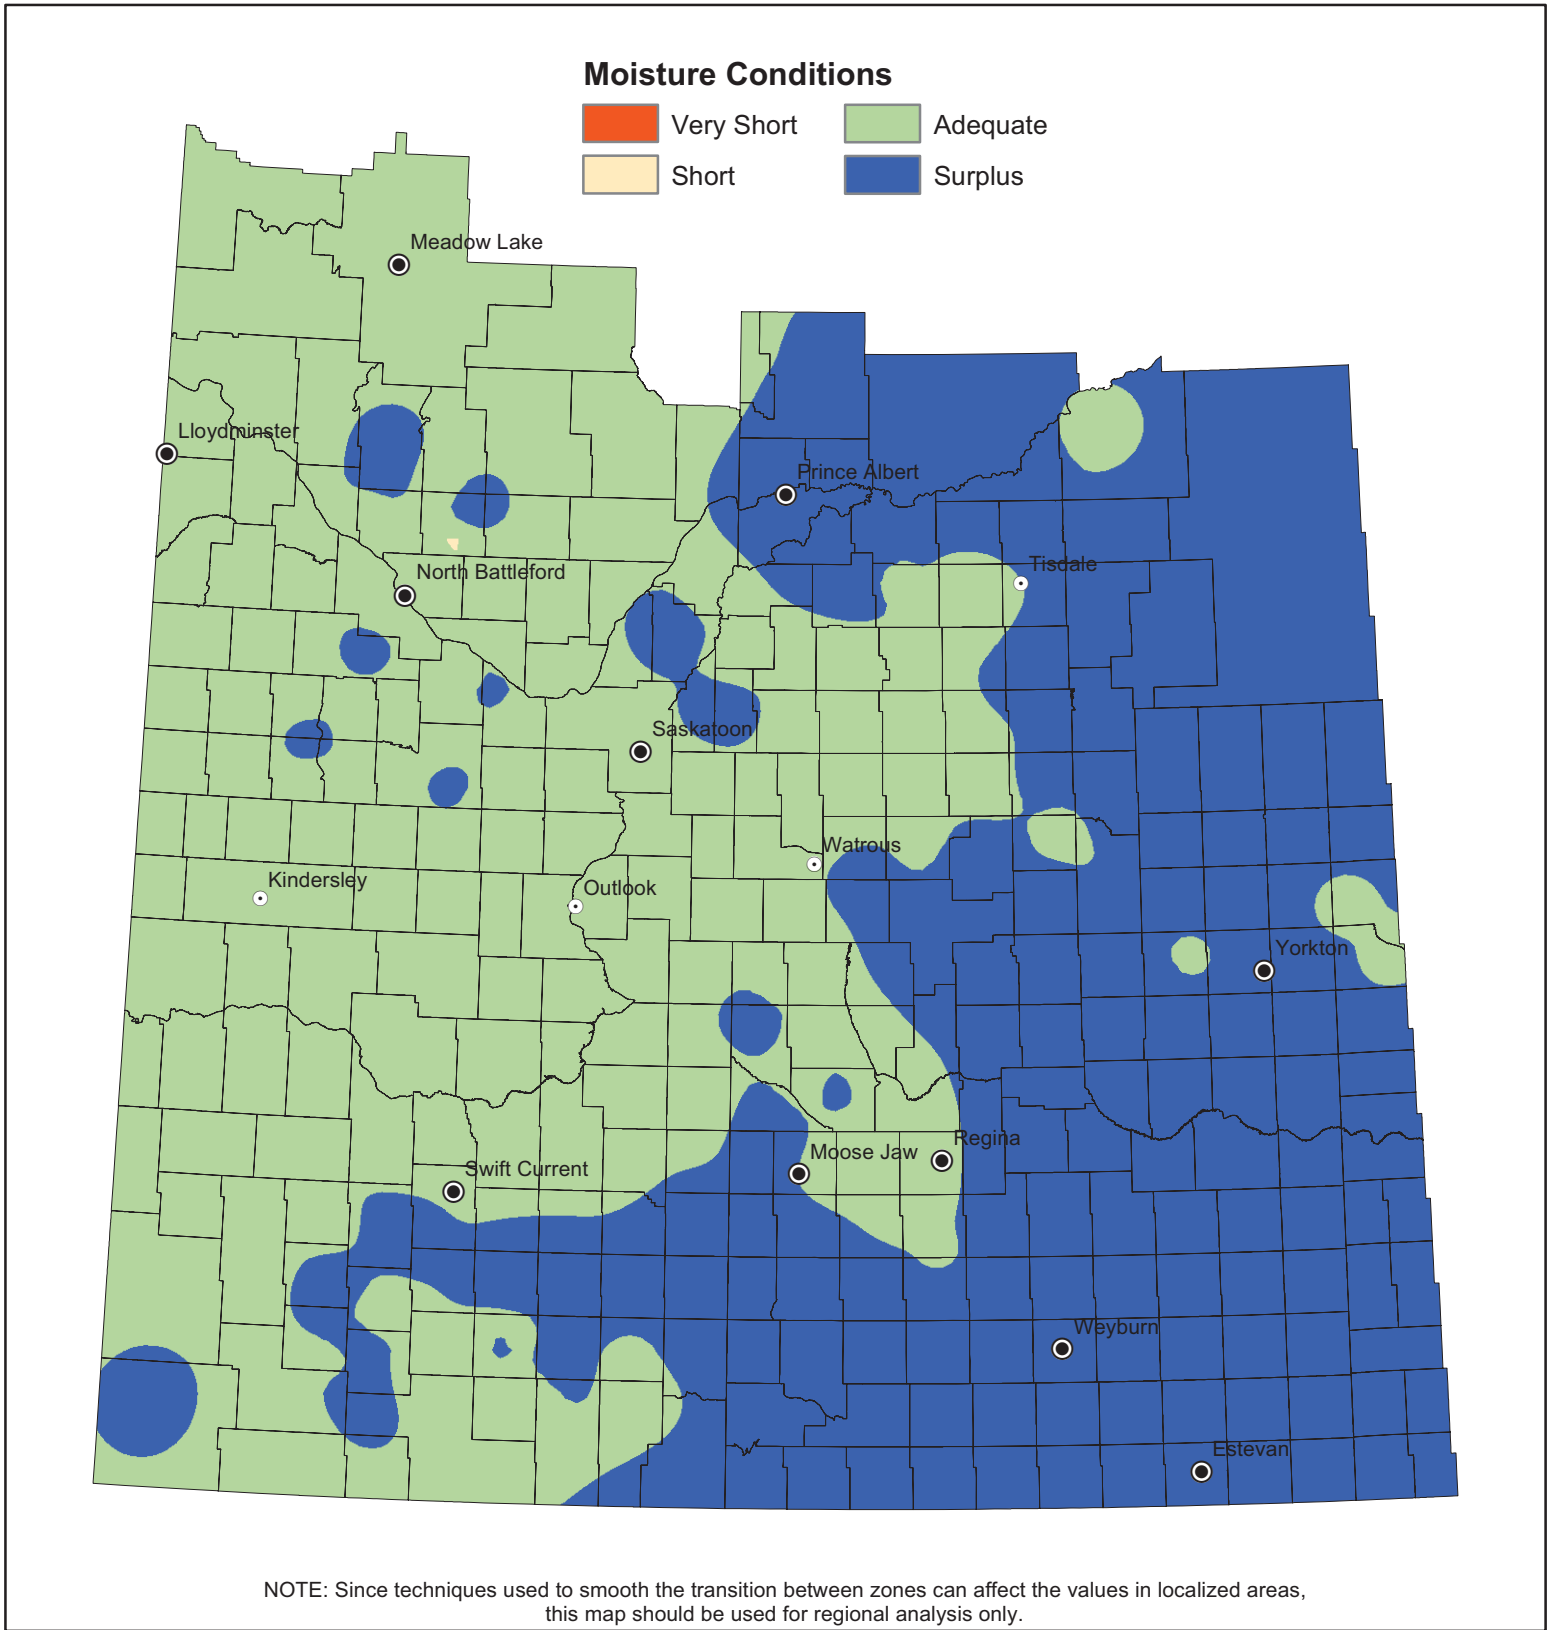 Moisture Conditions
Very Short
Adequate
Short
Surplus
Meadow Lake
Lloydminster
Prince Albert
Tisdale
North Battleford
Saskatoon
Watrous
Kindersley
Outlook
Yorkton
Regina
Moose Jaw
Swift Current
Weyburn
Estevan
NOTE: Since techniques used to smooth the transition between zones can affect the values in localized areas,
this map should be used for regional analysis only.